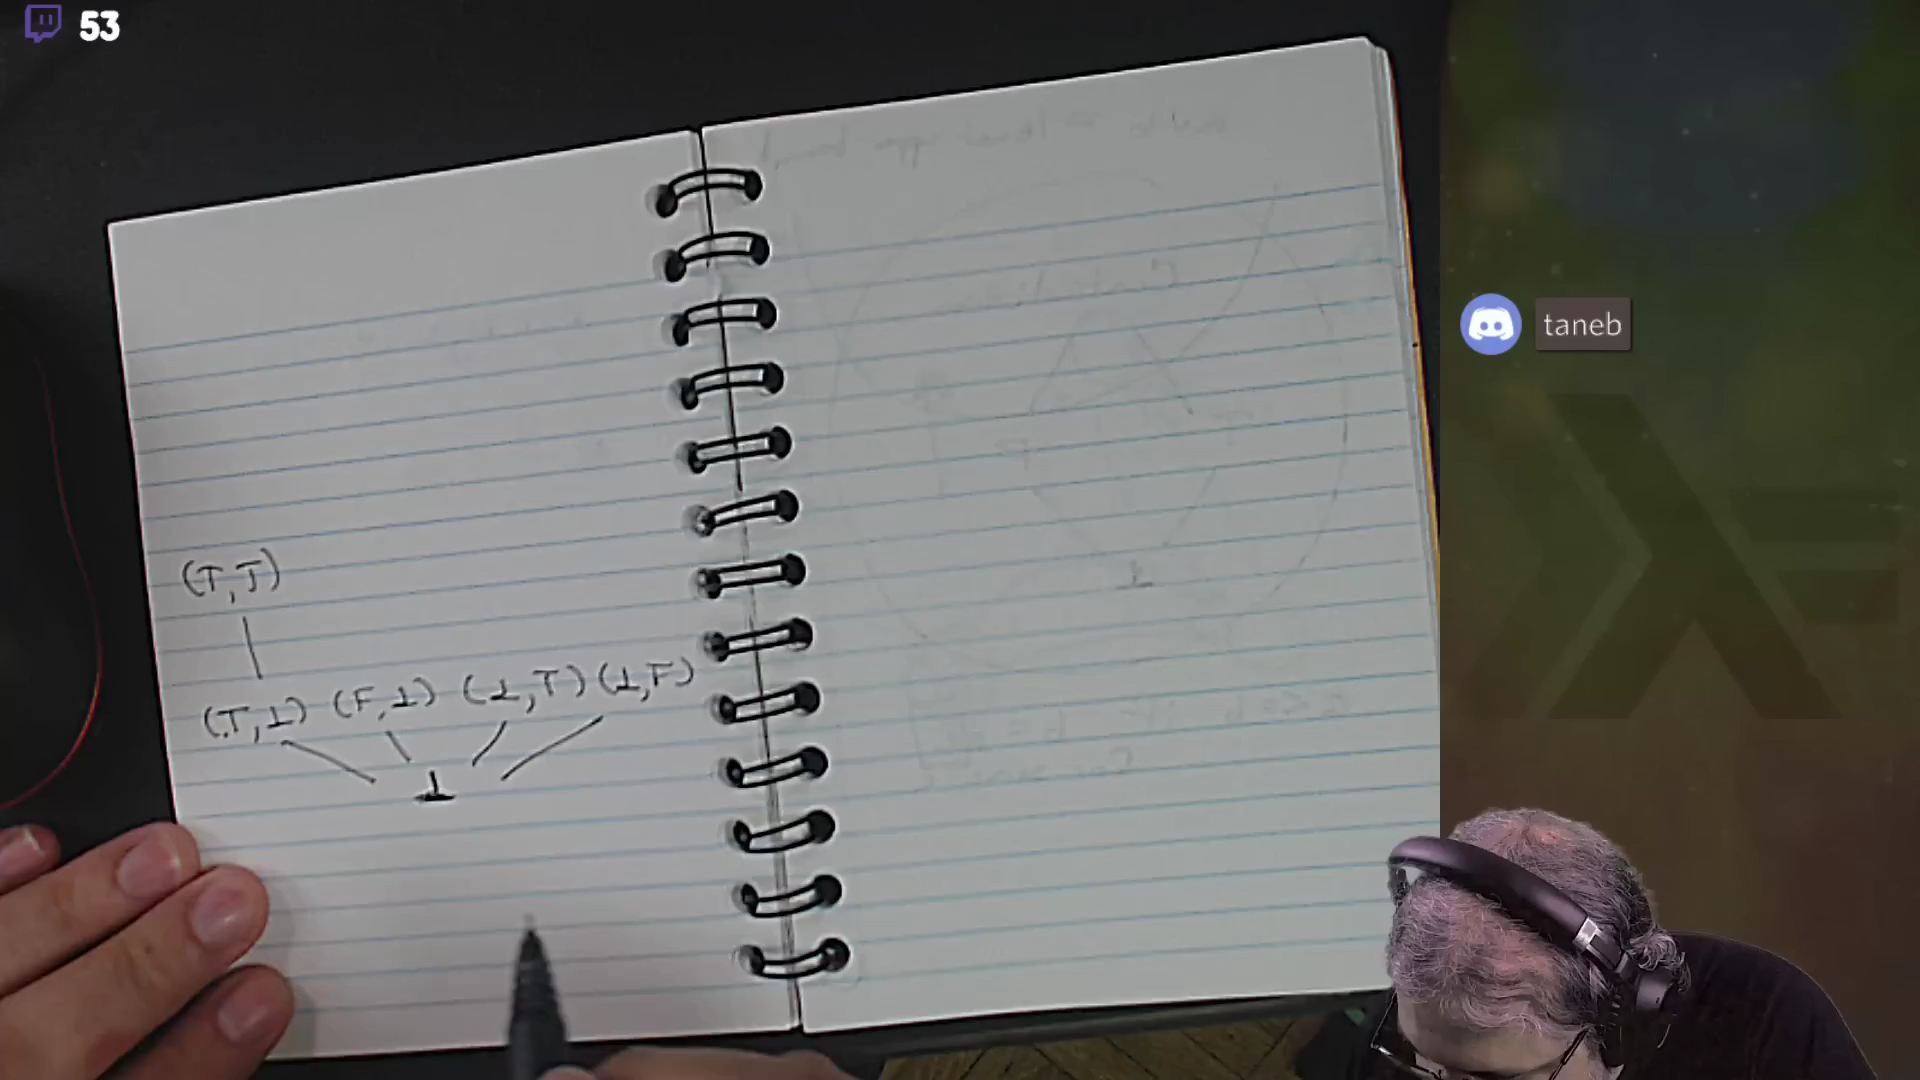 53
taneb
(T,T)
(T,⊥) (F,⊥) (⊥,T) (⊥,F)
⊥
⊥